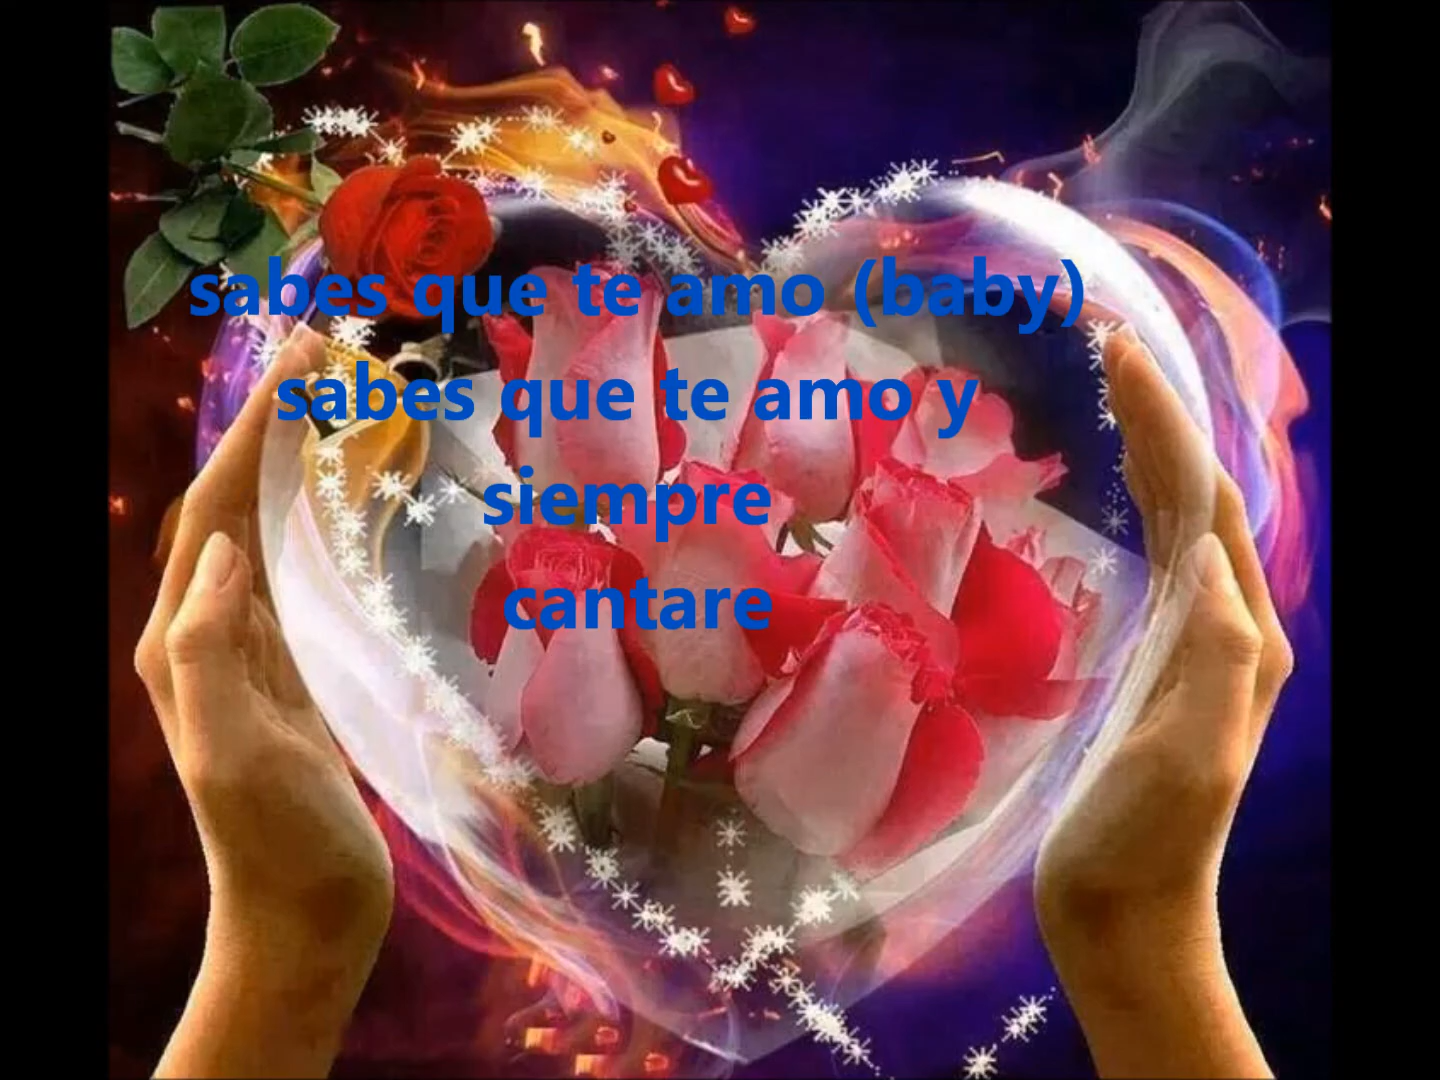 sabes que te amo (baby)
sabes que te amo y
siempre
cantare